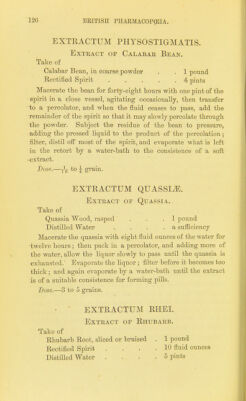 120 BRITISH PHARMACOPŒIA.
EXTRACTUM PHYSOSTIGMATIS.
Extract of Calabar Bean.
Take of
Calabar Bean, in coarse powder . . 1 pound
Rectified Spirit . . . . 4 pints
Macerate the bean for forty-eight hours with one pint of the
spirit in a close vessel, agitating occasionally, then transfer
to a percolator, and when the fluid ceases to pass, add the
remainder of the spirit so that it may slowly percolate through
the powder. Subject the residue of the bean to pressure,
adding the pressed liquid to the product of the percolation;
filter, distil off most of the spirit, and evaporate what is left
in the retort by a water-bath to the consistence of a soft
extract.
Dose.— to ¼ grain.
EXTRACTUM QUASSIÆ.
Extract of Quassia.
Take of
Quassia Wood, rasped . . . 1 pound
Distilled Water . . . . a sufficiency
Macerate the quassia with eight fluid ounces of the water for
twelve hours; then pack in a percolator, and adding more of
the water, allow the liquor slowly to pass until the quassia is
exhausted. Evaporate the liquor; filter before it becomes too
thick; and again evaporate by a water-bath until the extract
is of a suitable consistence for forming pills.
Dose.—3 to 5 grains.
EXTRACTUM RHEI.
Extract of Rhubarb.
Take of
Rhubarb Root, sliced or bruised . 1 pound
Rectified Spirit . . . . 10 fluid ounces
Distilled Water . . . . 5 pints